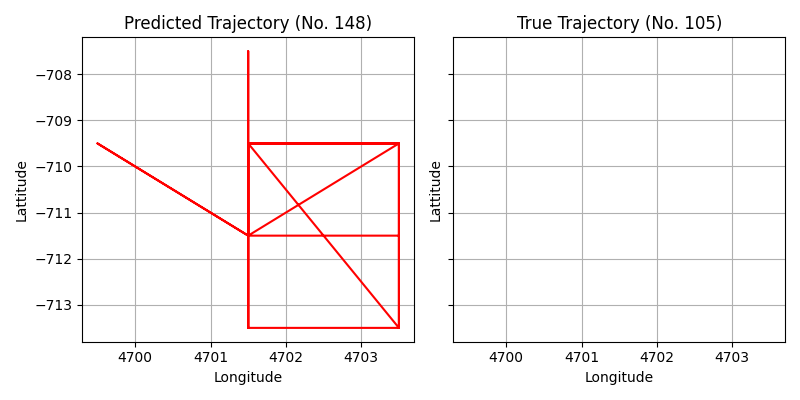 Predicted Trajectory (No. 148)
True Trajectory (No. 105)
−708
−709
−710
−711
−712
−713
Lattitude
Lattitude
4700 4701 4702 4703
4700 4701 4702 4703
Longitude
Longitude